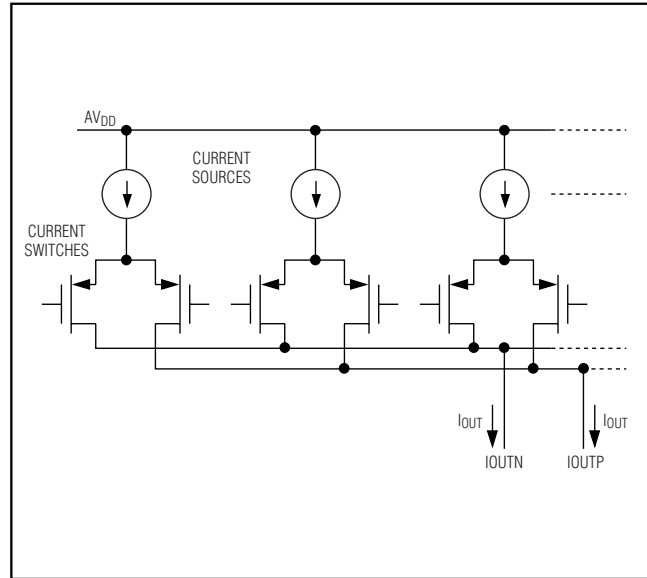 AVDD
CURRENT
SOURCES
CURRENT
SWITCHES
IOUT
IOUT
IOUTN
IOUTP